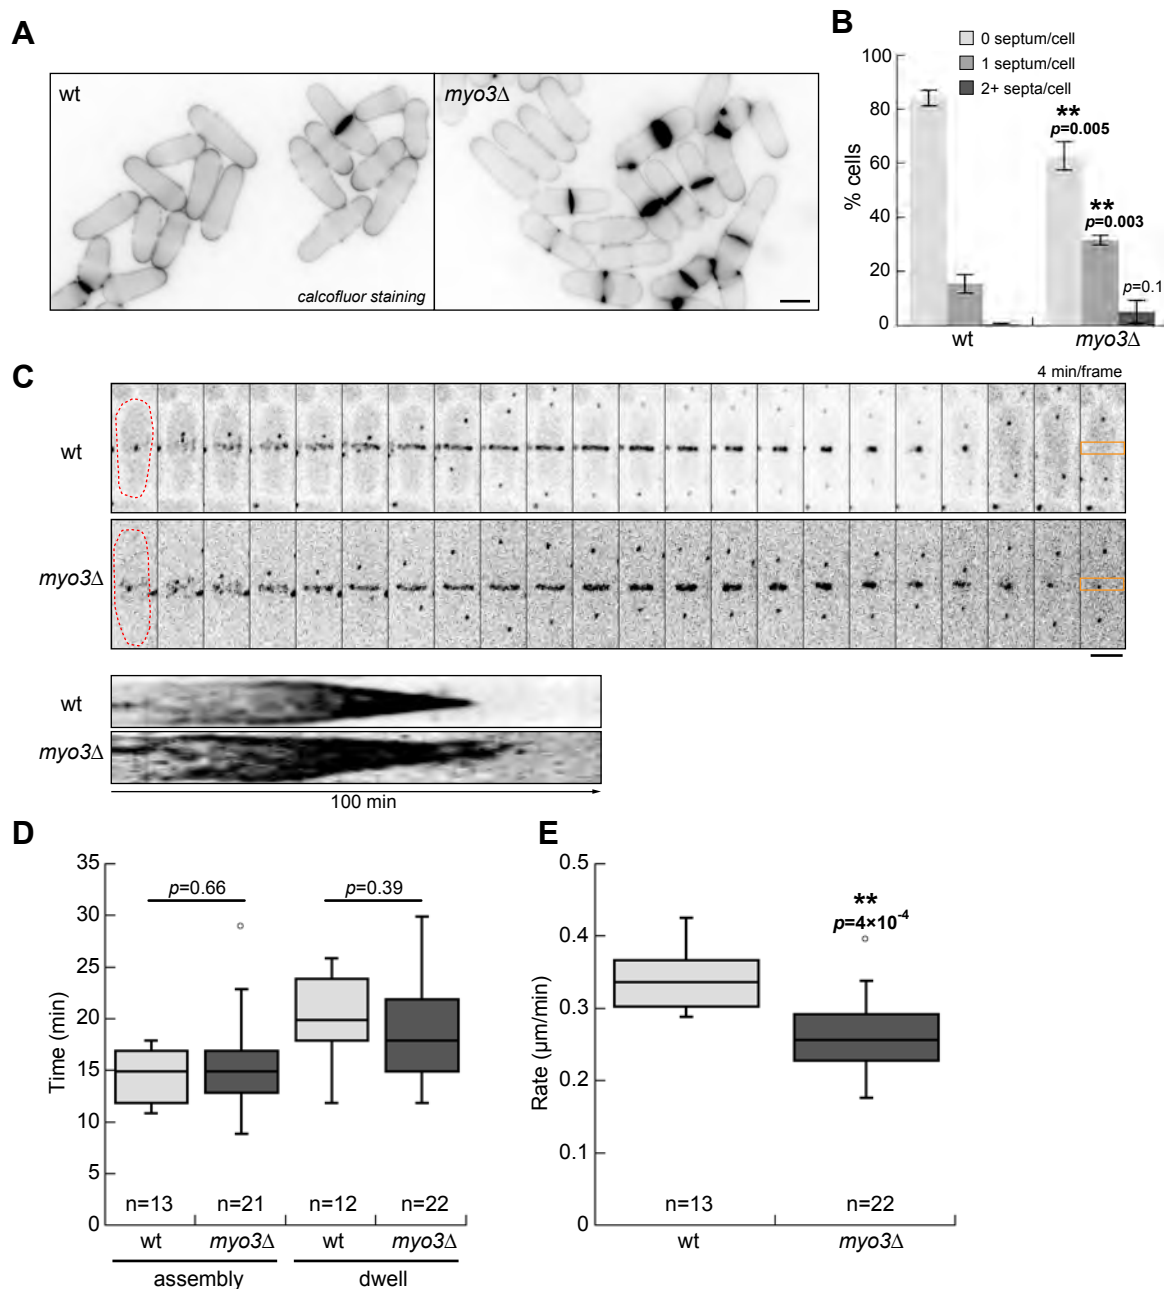 A
wt
myo3Δ
calcofluor staining
B
0 septum/cell
1 septum/cell
2+ septa/cell
100
80
60
40
20
0
% cells
**
p=0.005
**
p=0.003
p=0.1
wt
myo3Δ
C
4 min/frame
wt
myo3Δ
wt
myo3Δ
100 min
D
35
30
25
20
15
10
5
0
Time (min)
p=0.66
p=0.39
n=13
n=21
n=12
n=22
wt
myo3Δ
wt
myo3Δ
assembly
dwell
E
0.5
0.4
0.3
0.2
0.1
0
Rate (μm/min)
**
p=4×10⁻⁴
n=13
n=22
wt
myo3Δ